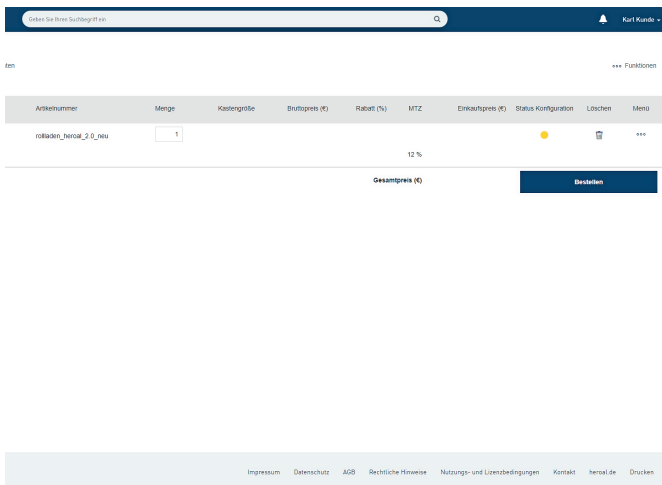 Geben Sie Ihren Suchbegriff ein
Karl Kunde
ten
Funktionen
Artikelnummer Menge Kastengröße Bruttopreis (€) Rabatt (%) MTZ Einkaufspreis (€) Status Konfiguration Löschen Menü
rollladen_heroal_2.0_neu 1
12 %
Gesamtpreis (€) Bestellen
Impressum Datenschutz AGB Rechtliche Hinweise Nutzungs- und Lizenzbedingungen Kontakt heroal.de Drucken